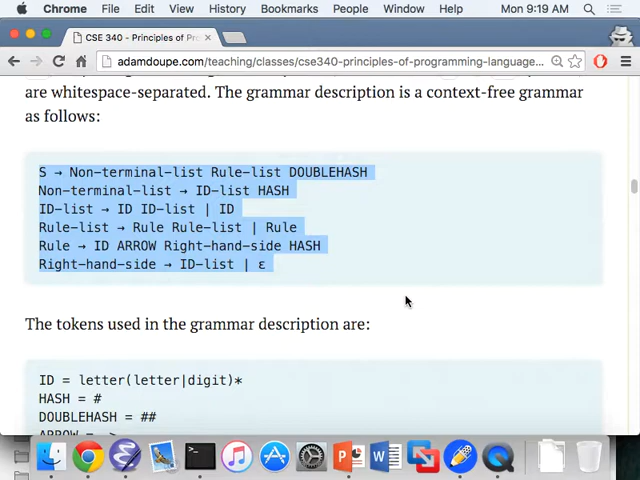 Chrome File Edit View History Bookmarks People Window Help Mon 9:19 AM
CSE 340 - Principles of Pro
adamdoupe.com/teaching/classes/cse340-principles-of-programming-language...
are whitespace-separated. The grammar description is a context-free grammar
as follows:
S → Non-terminal-list Rule-list DOUBLEHASH
Non-terminal-list → ID-list HASH
ID-list → ID ID-list | ID
Rule-list → Rule Rule-list | Rule
Rule → ID ARROW Right-hand-side HASH
Right-hand-side → ID-list | ε
The tokens used in the grammar description are:
ID = letter(letter|digit)*
HASH = #
DOUBLEHASH = ##